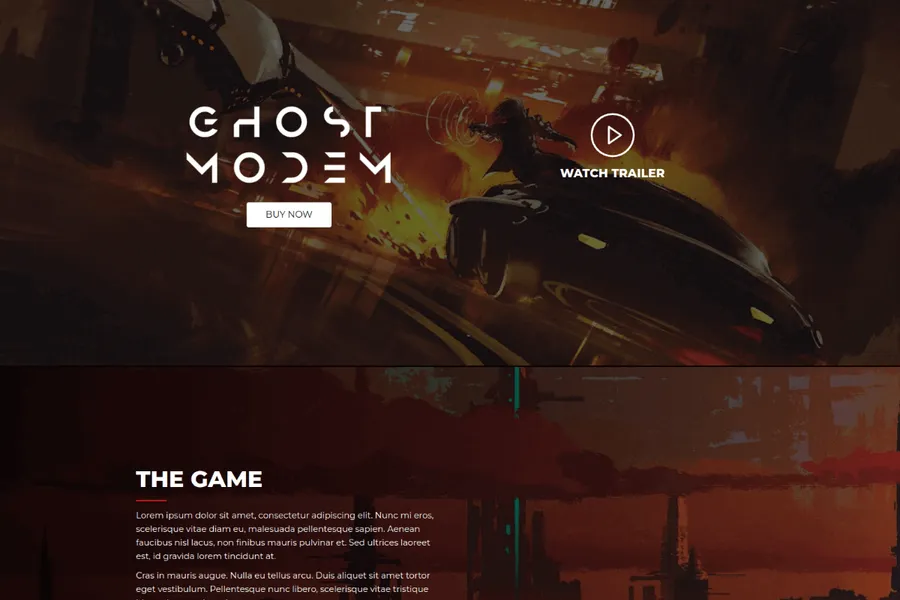 GHOST
MODEM
BUY NOW
WATCH TRAILER
THE GAME
Lorem ipsum dolor sit amet, consectetur adipiscing elit. Nunc mi eros,
scelerisque vitae diam eu, malesuada pellentesque sapien. Aenean
faucibus nisl lacus, non finibus mauris pulvinar et. Sed ultrices laoreet
est, id gravida lorem tincidunt at.
Cras in mauris augue. Nulla eu tellus arcu. Duis aliquet sit amet tortor
eget vestibulum. Pellentesque nunc libero, scelerisque vitae tristique